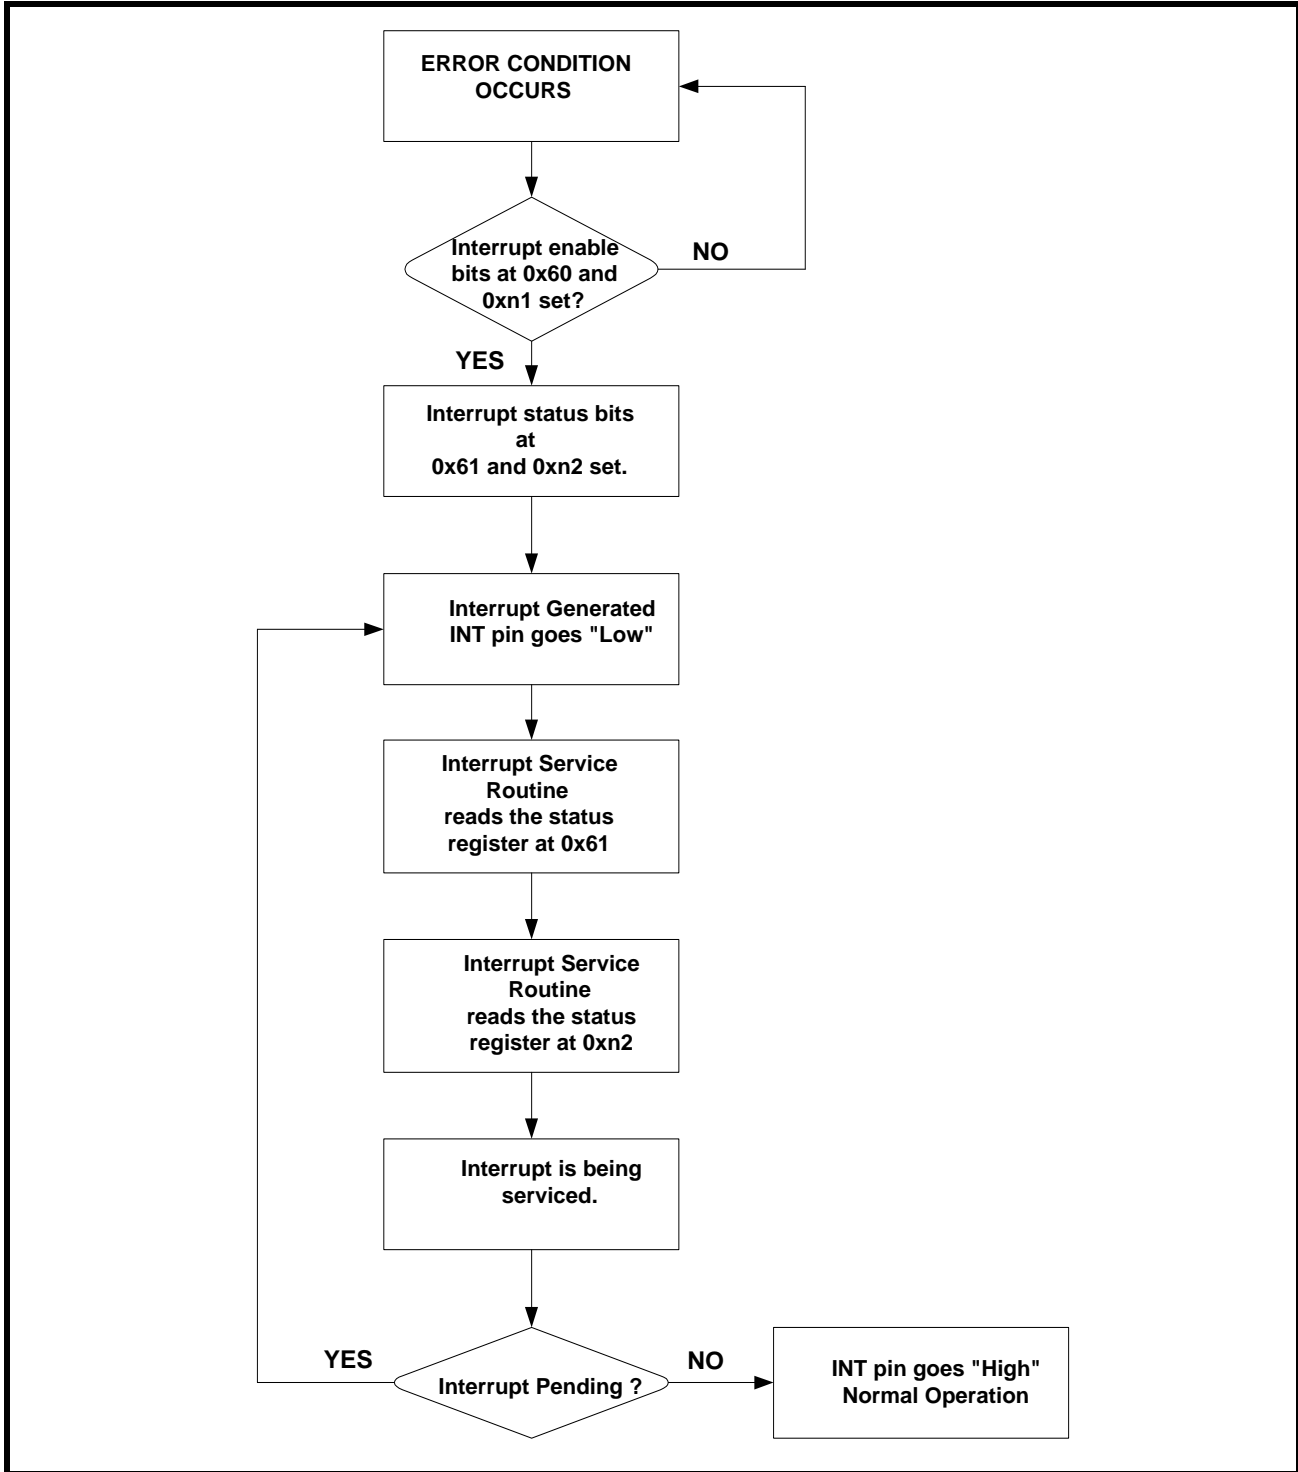 ERROR CONDITION
OCCURS
Interrupt enable
bits at 0x60 and
0xn1 set?
NO
YES
Interrupt status bits
at
0x61 and 0xn2 set.
Interrupt Generated
INT pin goes "Low"
Interrupt Service
Routine
reads the status
register at 0x61
Interrupt Service
Routine
reads the status
register at 0xn2
Interrupt is being
serviced.
YES
Interrupt Pending ?
NO
INT pin goes "High"
Normal Operation